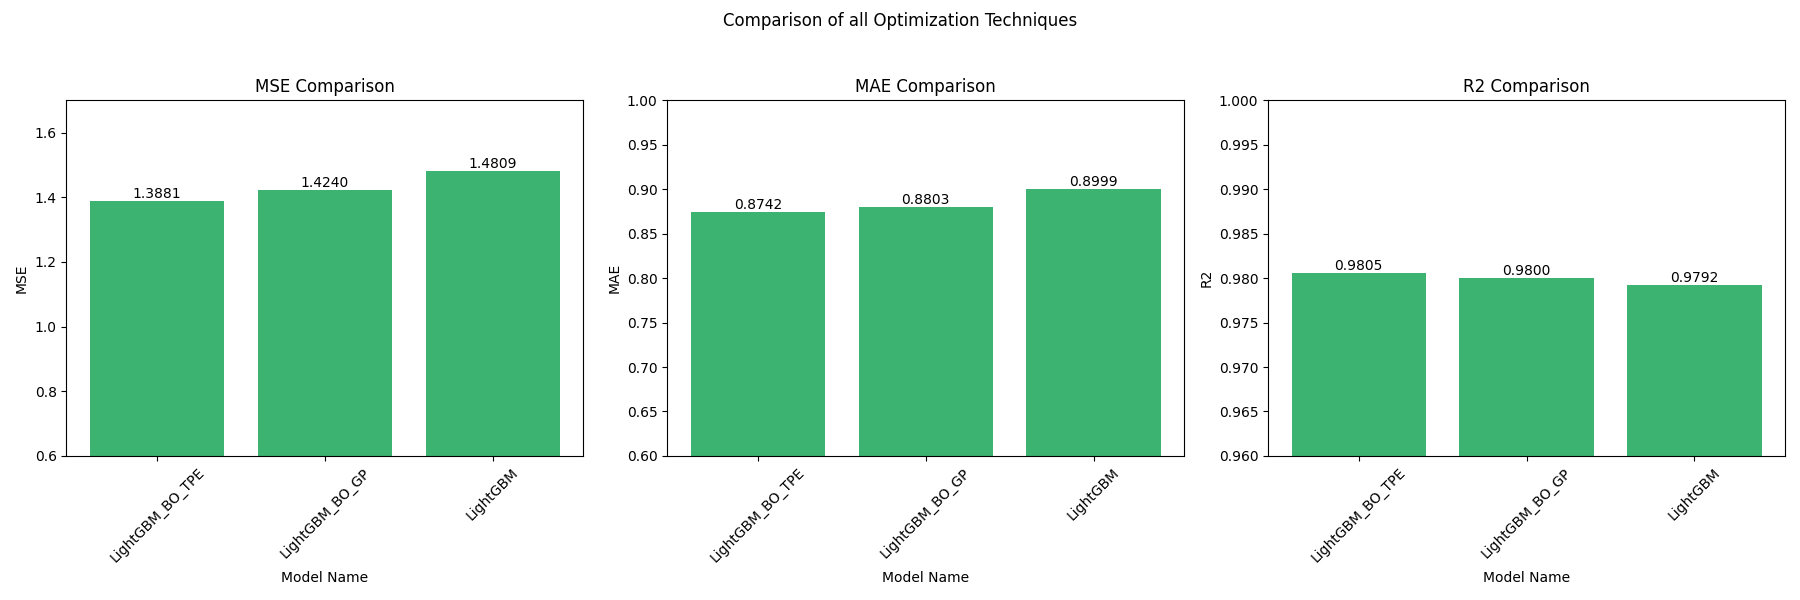 Comparison of all Optimization Techniques
MSE Comparison
MSE
1.6
1.4
1.2
1.0
0.8
0.6
1.3881
1.4240
1.4809
LightGBM_BO_TPE
LightGBM_BO_GP
LightGBM
Model Name
MAE Comparison
MAE
1.00
0.95
0.90
0.85
0.80
0.75
0.70
0.65
0.60
0.8742
0.8803
0.8999
LightGBM_BO_TPE
LightGBM_BO_GP
LightGBM
Model Name
R2 Comparison
R2
1.000
0.995
0.990
0.985
0.980
0.975
0.970
0.965
0.960
0.9805
0.9800
0.9792
LightGBM_BO_TPE
LightGBM_BO_GP
LightGBM
Model Name